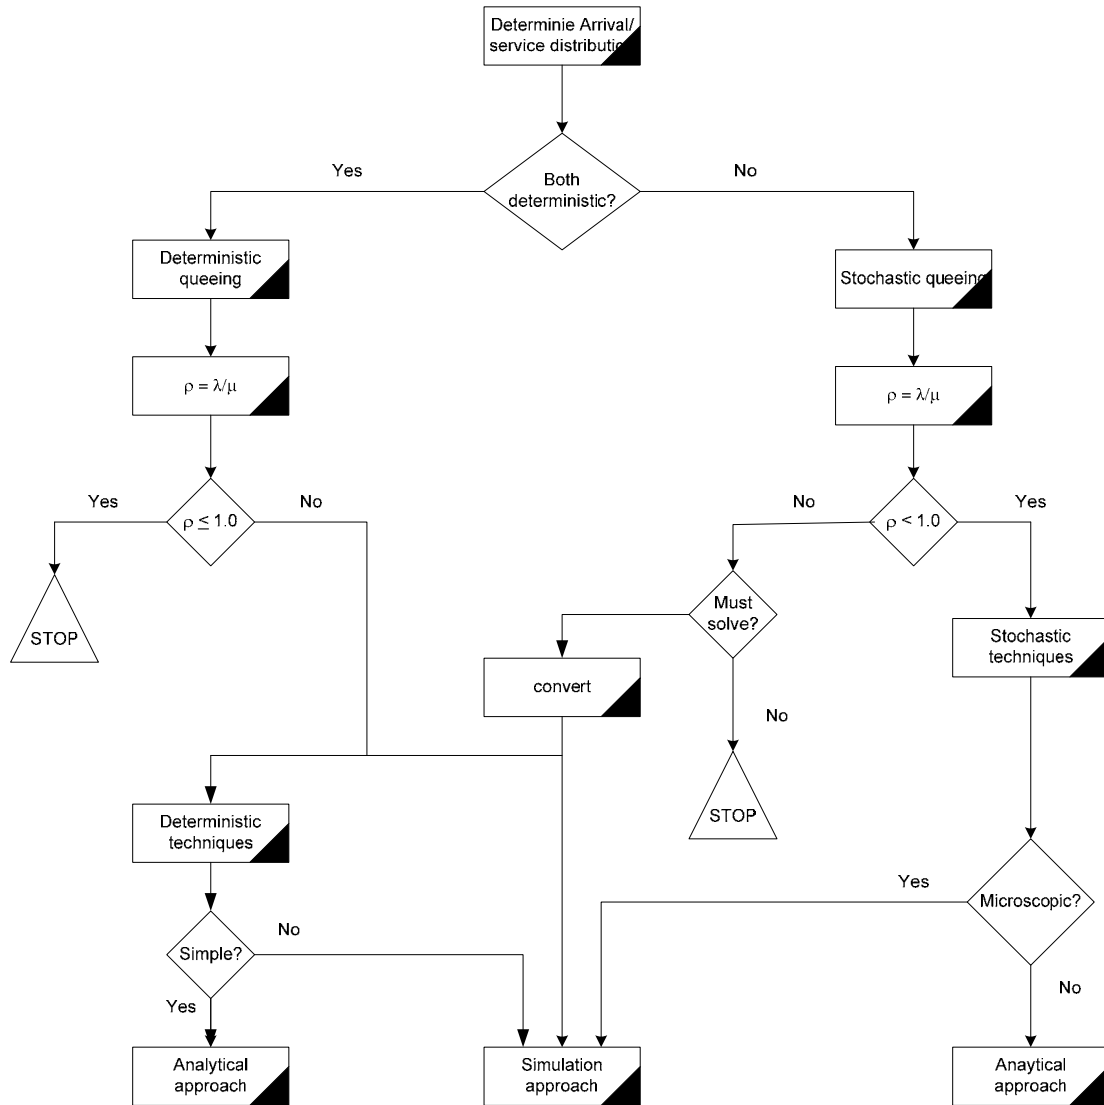 Determinie Arrival/
service distribution
Both
deterministic?
Yes
No
Deterministic
queeing
Stochastic queeing
ρ = λ/μ
ρ = λ/μ
Yes
ρ ≤ 1.0
No
No
ρ < 1.0
Yes
STOP
Must
solve?
Stochastic
techniques
convert
No
STOP
Deterministic
techniques
Yes
Microscopic?
Simple?
No
Yes
No
Analytical
approach
Simulation
approach
Anaytical
approach